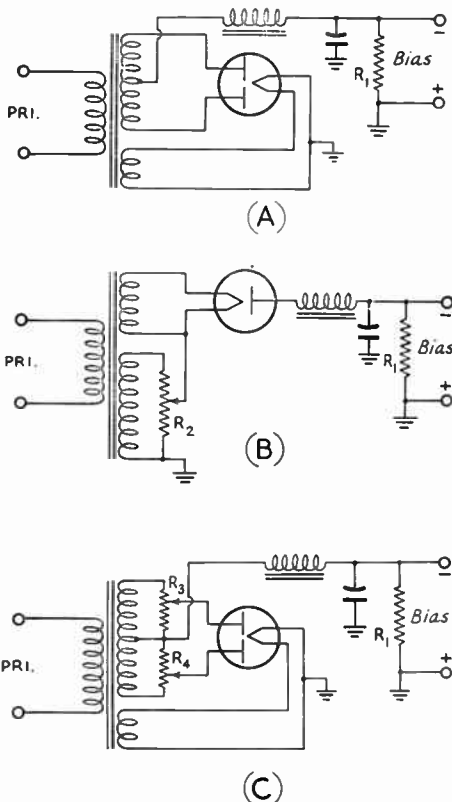 −
PRI.
R1
Bias
+
(A)
−
PRI.
R2
R1
Bias
+
(B)
R3
−
PRI.
R4
R1
Bias
+
(C)